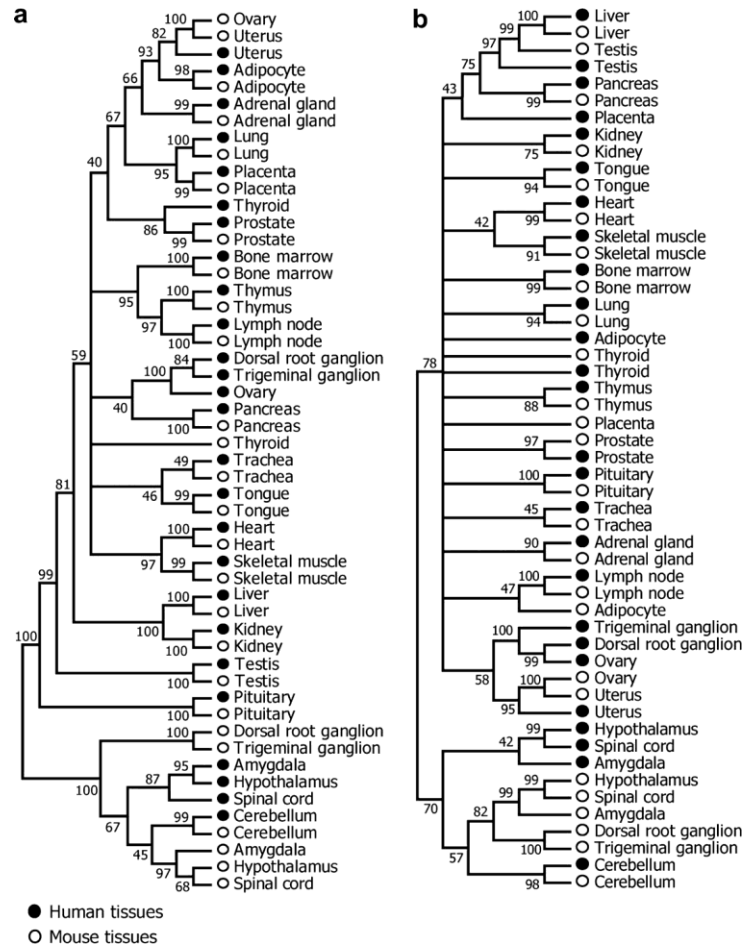 a
100
Ovary
82
Uterus
93
Uterus
66
98
Adipocyte
Adipocyte
99
Adrenal gland
67
Adrenal gland
100
Lung
40
Lung
95
Placenta
99
Placenta
Thyroid
86
Prostate
99
Prostate
100
Bone marrow
Bone marrow
95
100
Thymus
Thymus
97
Lymph node
100
Lymph node
59
84
Dorsal root ganglion
100
Trigeminal ganglion
Ovary
40
Pancreas
100
Pancreas
Thyroid
49
Trachea
Trachea
81
46
99
Tongue
Tongue
100
Heart
Heart
97
99
Skeletal muscle
Skeletal muscle
99
100
Liver
Liver
100
Kidney
100
Kidney
100
Testis
100
Testis
Pituitary
100
Pituitary
100
Dorsal root ganglion
Trigeminal ganglion
100
95
Amygdala
87
Hypothalamus
Spinal cord
67
99
Cerebellum
Cerebellum
45
Amygdala
97
Hypothalamus
68
Spinal cord
Human tissues
Mouse tissues
b
100
Liver
99
Liver
97
Testis
75
Testis
43
Pancreas
99
Pancreas
Placenta
Kidney
75
Kidney
Tongue
94
Tongue
Heart
42
99
Heart
Skeletal muscle
91
Skeletal muscle
Bone marrow
99
Bone marrow
Lung
94
Lung
Adipocyte
78
Thyroid
Thyroid
Thymus
88
Thymus
Placenta
97
Prostate
Prostate
100
Pituitary
Pituitary
45
Trachea
Trachea
90
Adrenal gland
Adrenal gland
100
Lymph node
47
Lymph node
Adipocyte
100
Trigeminal ganglion
Dorsal root ganglion
99
Ovary
58
100
Ovary
Uterus
95
Uterus
99
Hypothalamus
42
Spinal cord
Amygdala
70
99
Hypothalamus
99
Spinal cord
82
Amygdala
Dorsal root ganglion
100
Trigeminal ganglion
57
Cerebellum
98
Cerebellum